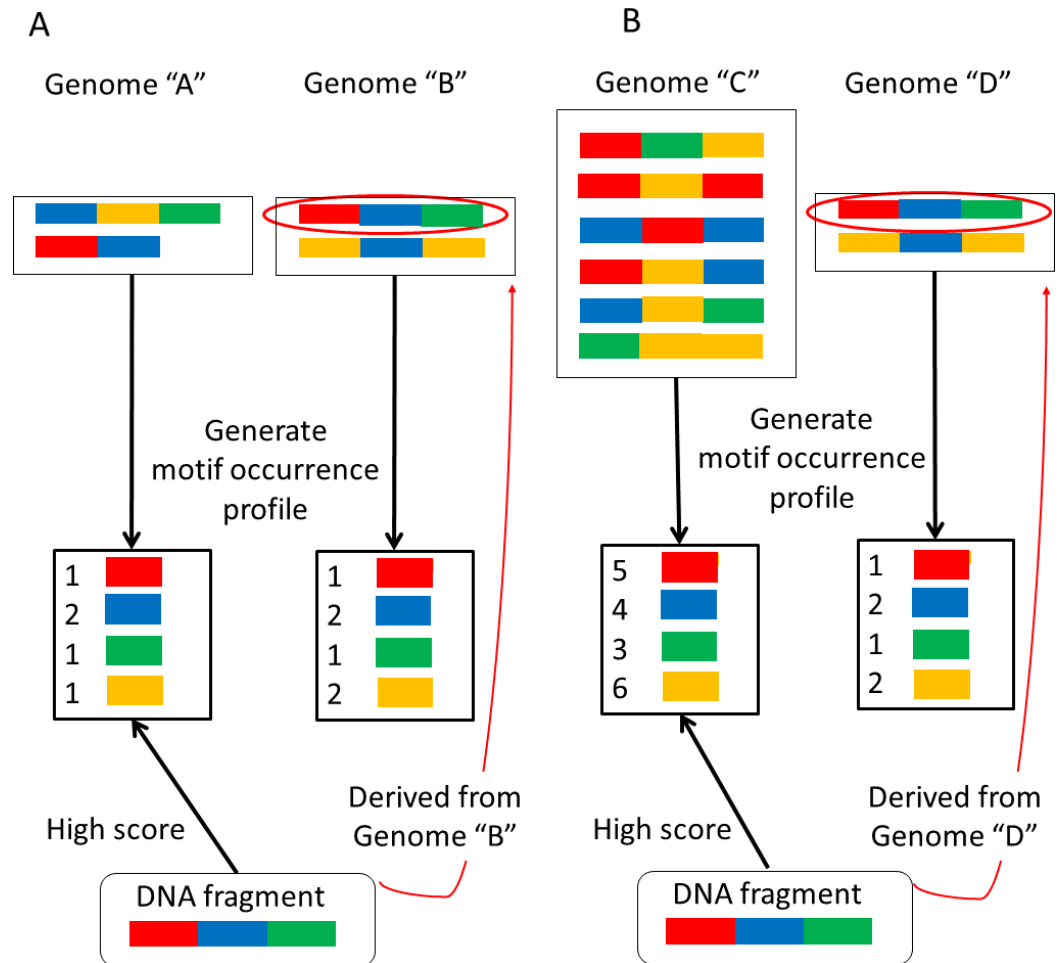 A
Genome “A”
Genome “B”
Generate
motif occurrence
profile
1
2
1
1
1
2
1
2
High score
Derived from
Genome “B”
DNA fragment
B
Genome “C”
Genome “D”
Generate
motif occurrence
profile
5
4
3
6
1
2
1
2
High score
Derived from
Genome “D”
DNA fragment